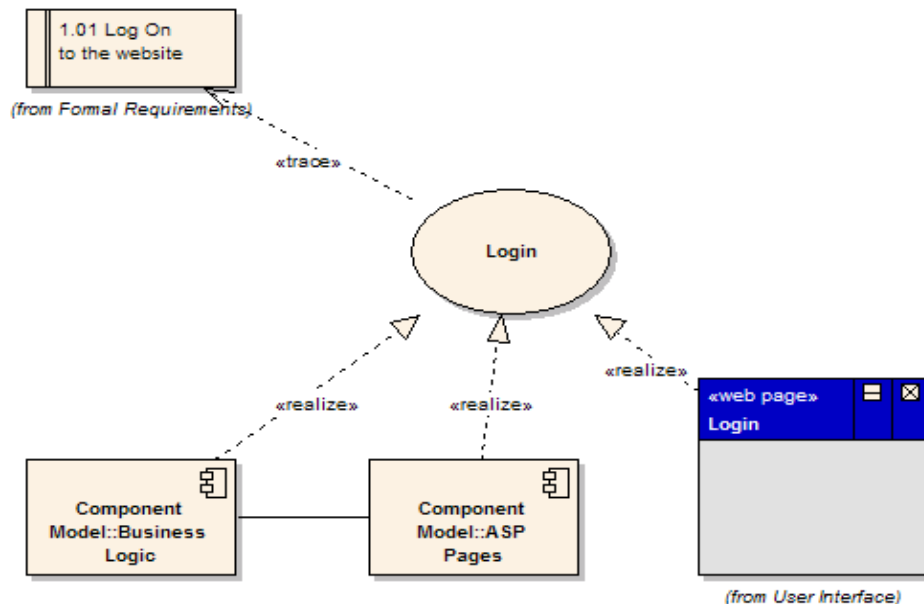 1.01 Log On
to the website
(from Formal Requirements)
«trace»
Login
«realize»
«realize»
«realize»
«web page»
Login
Component
Model::Business
Logic
Component
Model::ASP
Pages
(from User Interface)